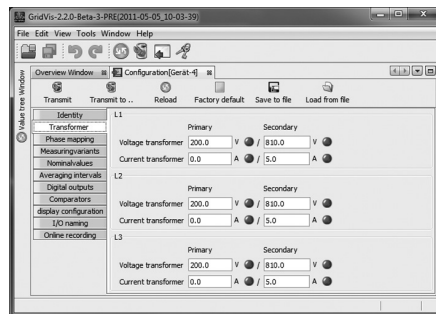 GridVis-2.2.0-Beta-3-PRE(2011-05-05_10-03-39)
File Edit View Tools Window Help
Value tree Window
Overview Window Configuration[Gerät-4]
Transmit Transmit to .. Reload Factory default Save to file Load from file
Identity
Transformer
Phase mapping
Measuringvariants
Nominalvalues
Averaging intervals
Digital outputs
Comparators
display configuration
I/O naming
Online recording
L1
Primary Secondary
Voltage transformer 200.0 V / 810.0 V
Current transformer 0.0 A / 5.0 A
L2
Primary Secondary
Voltage transformer 200.0 V / 810.0 V
Current transformer 0.0 A / 5.0 A
L3
Primary Secondary
Voltage transformer 200.0 V / 810.0 V
Current transformer 0.0 A / 5.0 A